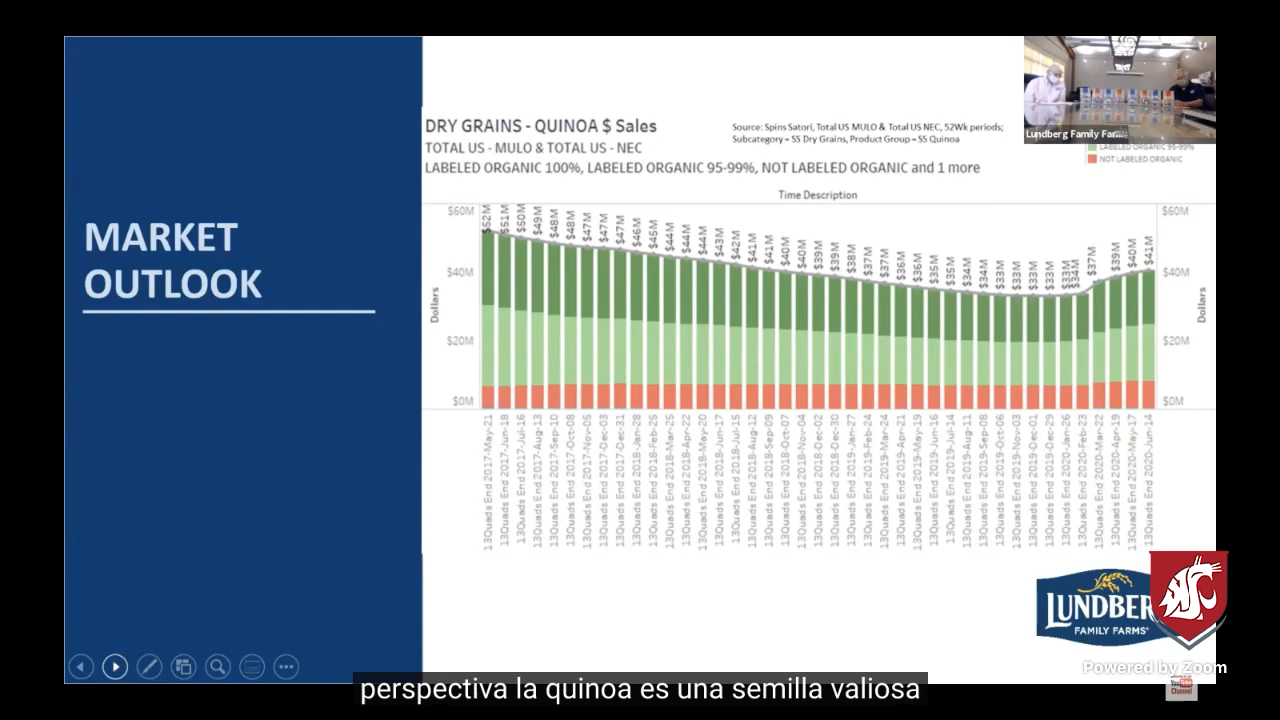 MARKET
OUTLOOK
DRY GRAINS - QUINOA $ Sales
TOTAL US - MULO & TOTAL US - NEC
LABELED ORGANIC 100%, LABELED ORGANIC 95-99%, NOT LABELED ORGANIC and 1 more
Source: Spins Satori, Total US MULO & Total US NEC, 52Wk periods;
Subcategory = SS Dry Grains, Product Group = SS Quinoa
Lundberg Family Far...
LABELED ORGANIC 95-99%
NOT LABELED ORGANIC
Time Description
$60M
$40M
$20M
$0M
Dollars
$52M
$51M
$50M
$49M
$48M
$48M
$47M
$47M
$47M
$46M
$45M
$44M
$44M
$44M
$43M
$42M
$41M
$41M
$40M
$40M
$39M
$39M
$38M
$37M
$37M
$36M
$36M
$35M
$35M
$34M
$34M
$33M
$33M
$33M
$33M
$33M
$34M
$37M
$39M
$40M
$41M
$60M
$40M
$20M
$0M
Dollars
13Quads End 2017-May-21
13Quads End 2017-Jun-18
13Quads End 2017-Jul-16
13Quads End 2017-Aug-13
13Quads End 2017-Sep-10
13Quads End 2017-Oct-08
13Quads End 2017-Nov-05
13Quads End 2017-Dec-03
13Quads End 2017-Dec-31
13Quads End 2018-Jan-28
13Quads End 2018-Feb-25
13Quads End 2018-Mar-25
13Quads End 2018-Apr-22
13Quads End 2018-May-20
13Quads End 2018-Jun-17
13Quads End 2018-Jul-15
13Quads End 2018-Aug-12
13Quads End 2018-Sep-09
13Quads End 2018-Oct-07
13Quads End 2018-Nov-04
13Quads End 2018-Dec-02
13Quads End 2018-Dec-30
13Quads End 2019-Jan-27
13Quads End 2019-Feb-24
13Quads End 2019-Mar-24
13Quads End 2019-Apr-21
13Quads End 2019-May-19
13Quads End 2019-Jun-16
13Quads End 2019-Jul-14
13Quads End 2019-Aug-11
13Quads End 2019-Sep-08
13Quads End 2019-Oct-06
13Quads End 2019-Nov-03
13Quads End 2019-Dec-01
13Quads End 2019-Dec-29
13Quads End 2020-Jan-26
13Quads End 2020-Feb-23
13Quads End 2020-Mar-22
13Quads End 2020-Apr-19
13Quads End 2020-May-17
13Quads End 2020-Jun-14
LUNDBER
FAMILY FARMS®
Powered by Zoom
YouTube
Channel
perspectiva la quinoa es una semilla valiosa